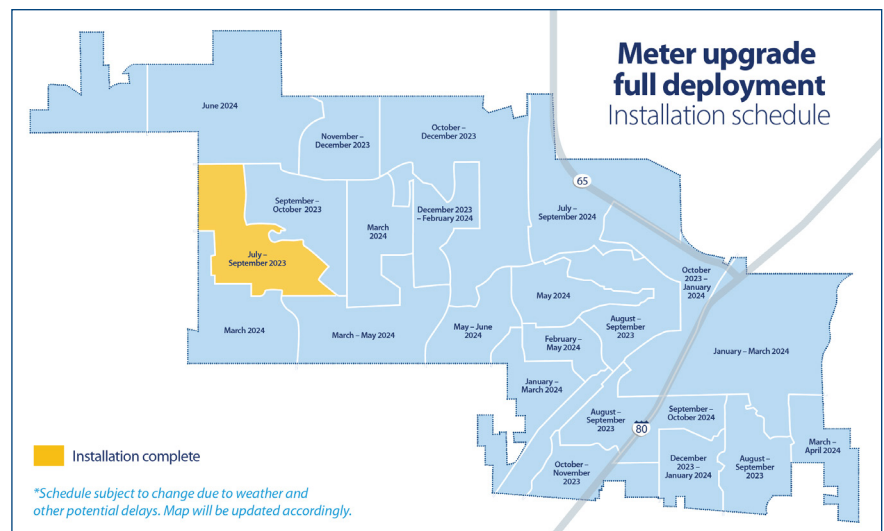 Meter upgrade
full deployment
Installation schedule
June 2024
November –
December 2023
October –
December 2023
65
September –
October 2023
March
2024
December 2023
– February 2024
July –
September 2024
July –
September 2023
October
2023 –
January
2024
May 2024
March 2024
March – May 2024
May – June
2024
August –
September
2023
February –
May 2024
January – March 2024
January –
March 2024
August –
September
2023
September –
October 2024
80
March –
April 2024
October –
November
2023
December
2023 –
January 2024
August –
September
2023
Installation complete
*Schedule subject to change due to weather and
other potential delays. Map will be updated accordingly.